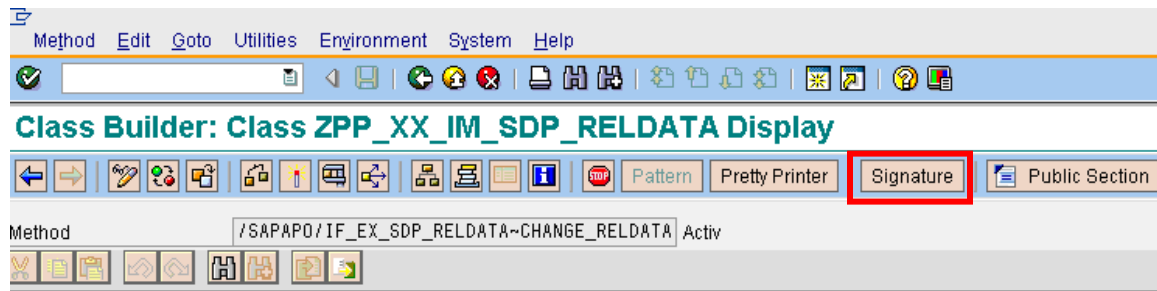 Method Edit Goto Utilities Environment System Help
Class Builder: Class ZPP_XX_IM_SDP_RELDATA Display
STOP Pattern Pretty Printer Signature Public Section
Method /SAPAPO/IF_EX_SDP_RELDATA~CHANGE_RELDATA Activ